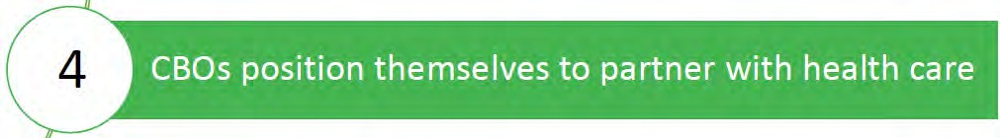 4
CBOs position themselves to partner with health care